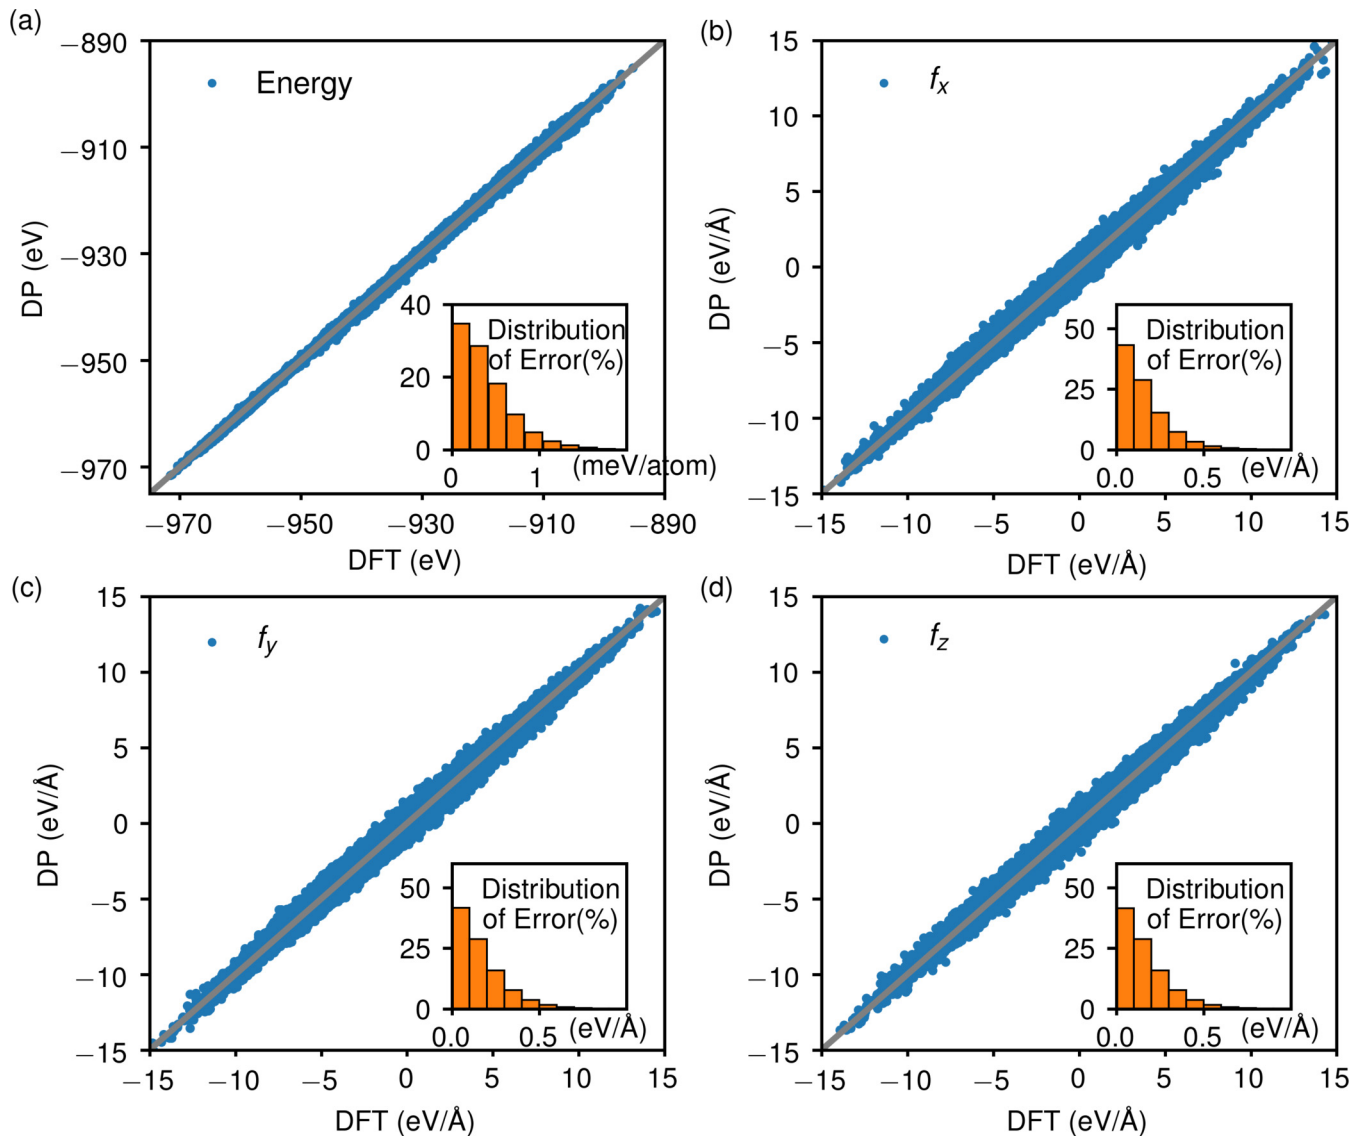 (a)
−890
−910
−930
−950
−970
DP (eV)
Energy
40
20
0
Distribution
of Error(%)
0 1 (meV/atom)
−970 −950 −930 −910 −890
DFT (eV)
(b)
15
10
5
0
−5
−10
−15
DP (eV/Å)
fx
50
25
0
Distribution
of Error(%)
0.0 0.5 (eV/Å)
−15 −10 −5 0 5 10 15
DFT (eV/Å)
(c)
15
10
5
0
−5
−10
−15
DP (eV/Å)
fy
50
25
0
Distribution
of Error(%)
0.0 0.5 (eV/Å)
−15 −10 −5 0 5 10 15
DFT (eV/Å)
(d)
15
10
5
0
−5
−10
−15
DP (eV/Å)
fz
50
25
0
Distribution
of Error(%)
0.0 0.5 (eV/Å)
−15 −10 −5 0 5 10 15
DFT (eV/Å)